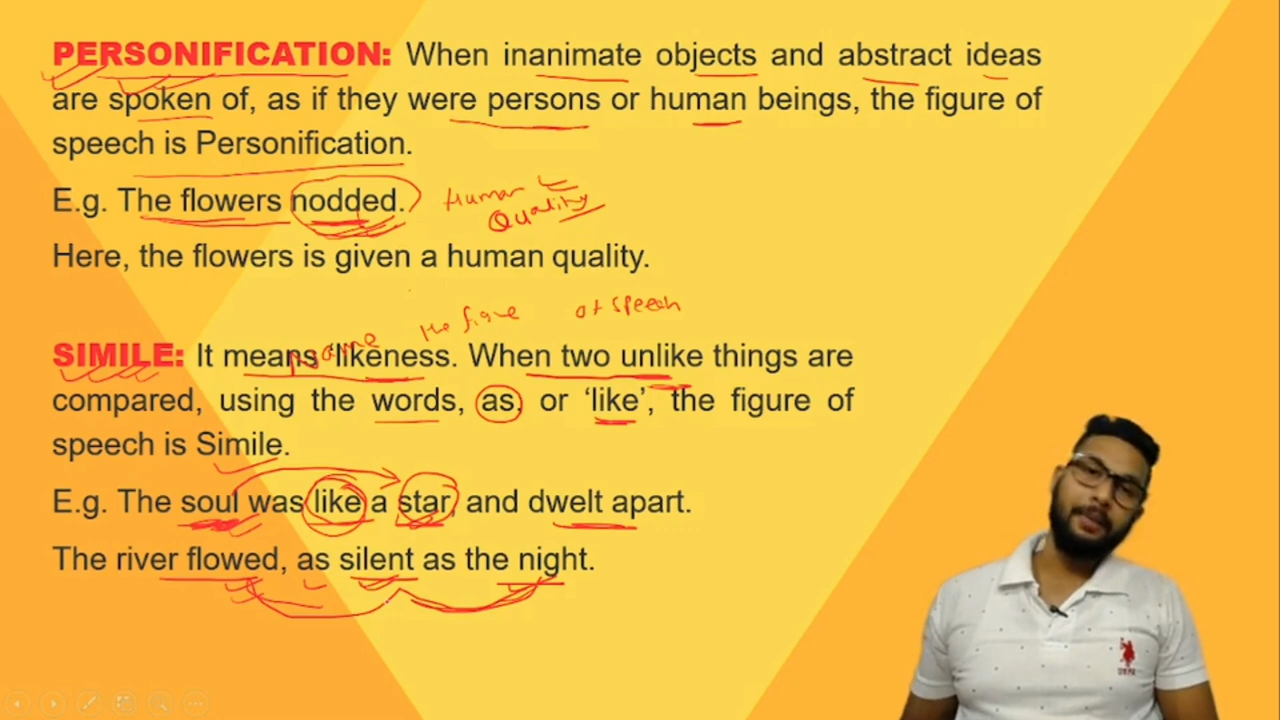 PERSONIFICATION: When inanimate objects and abstract ideas
are spoken of, as if they were persons or human beings, the figure of
speech is Personification.
E.g. The flowers nodded.
Human
Quality
Here, the flowers is given a human quality.
Name the figure of speech
SIMILE: It means 'likeness. When two unlike things are
compared, using the words, as, or ‘like’, the figure of
speech is Simile.
E.g. The soul was like a star, and dwelt apart.
The river flowed, as silent as the night.